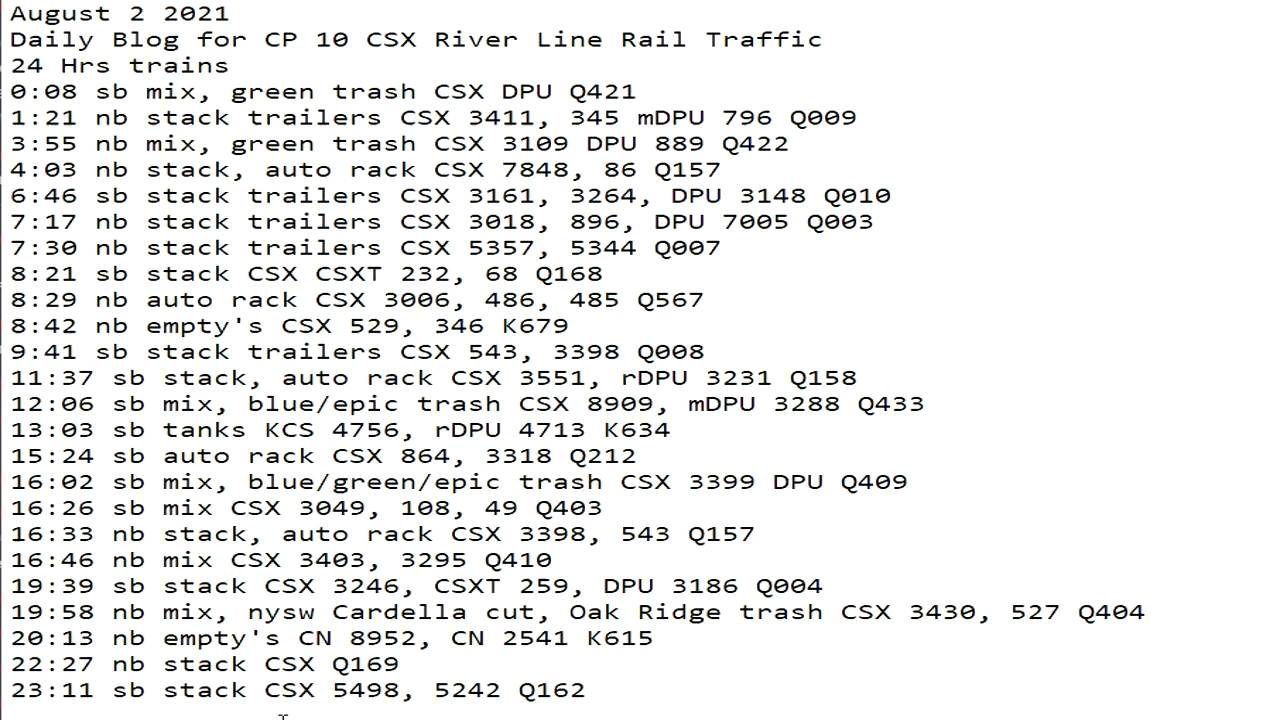 August 2 2021
Daily Blog for CP 10 CSX River Line Rail Traffic
24 Hrs trains
0:08 sb mix, green trash CSX DPU Q421
1:21 nb stack trailers CSX 3411, 345 mDPU 796 Q009
3:55 nb mix, green trash CSX 3109 DPU 889 Q422
4:03 nb stack, auto rack CSX 7848, 86 Q157
6:46 sb stack trailers CSX 3161, 3264, DPU 3148 Q010
7:17 nb stack trailers CSX 3018, 896, DPU 7005 Q003
7:30 nb stack trailers CSX 5357, 5344 Q007
8:21 sb stack CSX CSXT 232, 68 Q168
8:29 nb auto rack CSX 3006, 486, 485 Q567
8:42 nb empty's CSX 529, 346 K679
9:41 sb stack trailers CSX 543, 3398 Q008
11:37 sb stack, auto rack CSX 3551, rDPU 3231 Q158
12:06 sb mix, blue/epic trash CSX 8909, mDPU 3288 Q433
13:03 sb tanks KCS 4756, rDPU 4713 K634
15:24 sb auto rack CSX 864, 3318 Q212
16:02 sb mix, blue/green/epic trash CSX 3399 DPU Q409
16:26 sb mix CSX 3049, 108, 49 Q403
16:33 nb stack, auto rack CSX 3398, 543 Q157
16:46 nb mix CSX 3403, 3295 Q410
19:39 sb stack CSX 3246, CSXT 259, DPU 3186 Q004
19:58 nb mix, nysw Cardella cut, Oak Ridge trash CSX 3430, 527 Q404
20:13 nb empty's CN 8952, CN 2541 K615
22:27 nb stack CSX Q169
23:11 sb stack CSX 5498, 5242 Q162